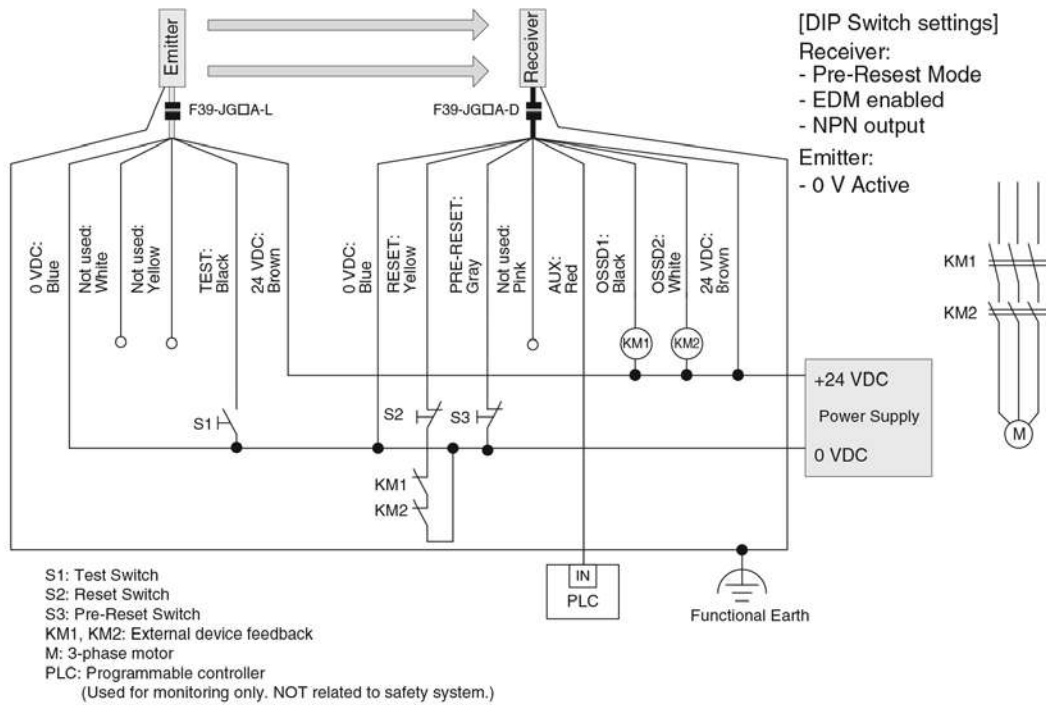 Emitter
Receiver
[DIP Switch settings]
Receiver:
- Pre-Resest Mode
- EDM enabled
- NPN output
Emitter:
- 0 V Active
F39-JG□A-L
F39-JG□A-D
0 VDC:
Blue
Not used:
White
Not used:
Yellow
TEST:
Black
24 VDC:
Brown
0 VDC:
Blue
RESET:
Yellow
PRE-RESET:
Gray
Not used:
Pink
AUX:
Red
OSSD1:
Black
OSSD2:
White
24 VDC:
Brown
KM1
KM2
KM1
KM2
M
+24 VDC
Power Supply
0 VDC
S1
S2
S3
KM1
KM2
IN
PLC
Functional Earth
S1: Test Switch
S2: Reset Switch
S3: Pre-Reset Switch
KM1, KM2: External device feedback
M: 3-phase motor
PLC: Programmable controller
(Used for monitoring only. NOT related to safety system.)